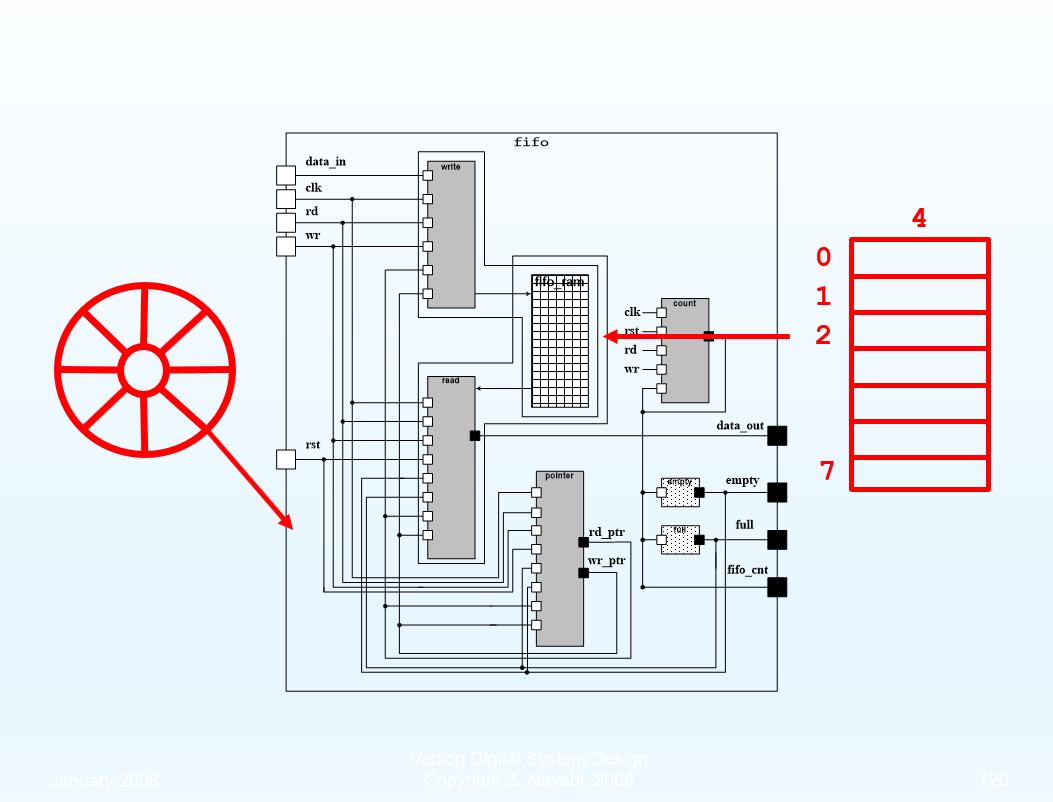 fifo
data_in
clk
rd
wr
write
fifo_ram
4
0
1
2
7
count
clk
rst
rd
wr
read
rst
data_out
pointer
empty
empty
full
full
rd_ptr
wr_ptr
fifo_cnt
January 2006
Verilog Digital System Design
Copyright Z. Navabi, 2006
120